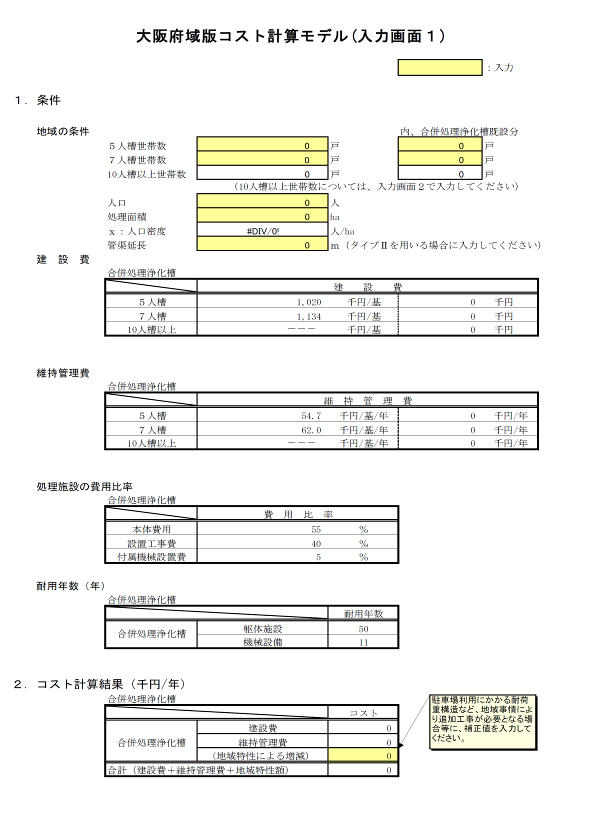 大阪府域版コスト計算モデル(入力画面１)
：入力
１．条件
地域の条件
内、合併処理浄化槽既設分
５人槽世帯数 0 戸 0 戸
７人槽世帯数 0 戸 0 戸
10人槽以上世帯数 0 戸 0 戸
（10人槽以上世帯数については、入力画面２で入力してください）
人口 0 人
処理面積 0 ha
ｘ：人口密度 #DIV/0! 人/ha
管渠延長 0 ｍ（タイプⅡを用いる場合に入力してください）
建　設　費
合併処理浄化槽
建　設　費
５人槽 1,020 千円/基 0 千円
７人槽 1,134 千円/基 0 千円
10人槽以上 －－－ 千円/基 0 千円
維持管理費
合併処理浄化槽
維　持　管　理　費
５人槽 54.7 千円/基/年 0 千円/年
７人槽 62.0 千円/基/年 0 千円/年
10人槽以上 －－－ 千円/基/年 0 千円/年
処理施設の費用比率
合併処理浄化槽
費　用　比　率
本体費用 55 %
設置工事費 40 %
付属機械設置費 5 %
耐用年数（年）
合併処理浄化槽
耐用年数
合併処理浄化槽 躯体施設 50
機械設備 11
２．コスト計算結果（千円/年）
合併処理浄化槽
コスト
建設費 0
合併処理浄化槽 維持管理費 0
（地域特性による増減） 0
合計（建設費＋維持管理費＋地域特性額） 0
駐車場利用にかかる耐荷
重構造など、地域事情によ
り追加工事が必要となる場
合等に、補正値を入力して
ください。